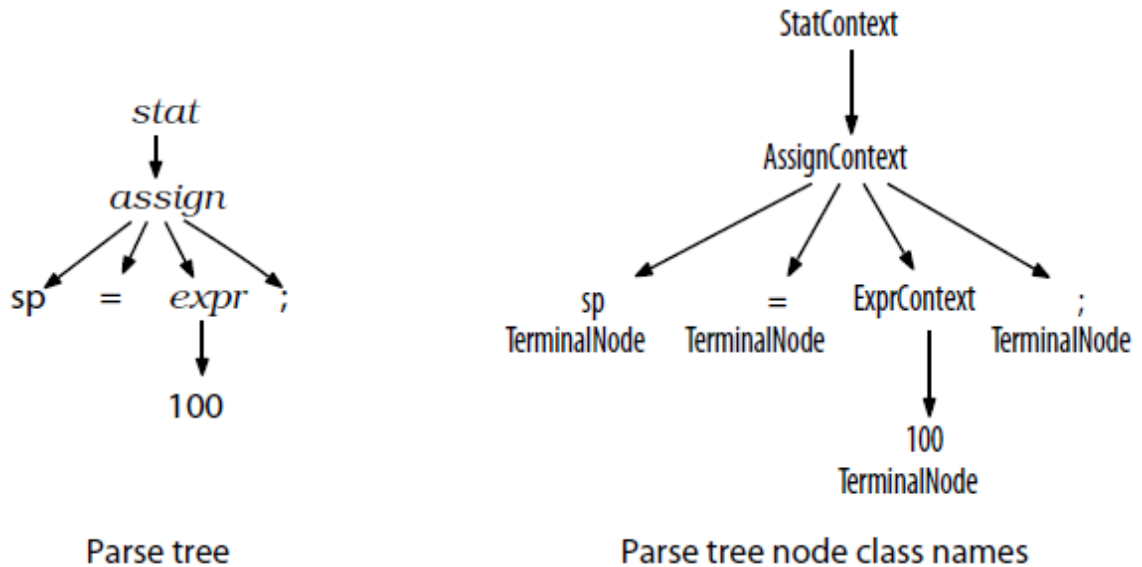 stat
assign
sp = expr ;
100
Parse tree
StatContext
AssignContext
sp = ExprContext ;
TerminalNode TerminalNode TerminalNode
100
TerminalNode
Parse tree node class names